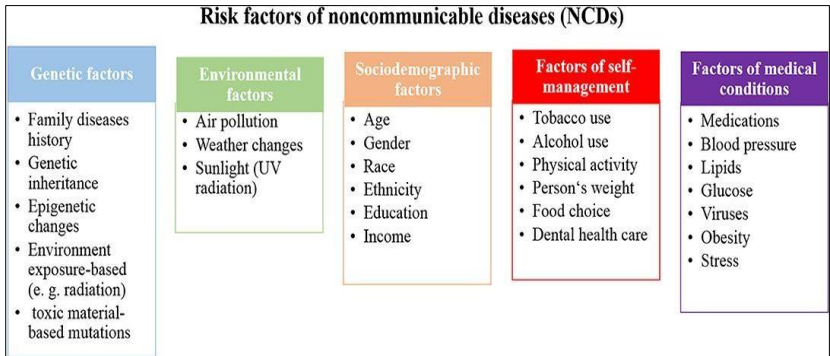 Risk factors of noncommunicable diseases (NCDs)
Genetic factors
• Family diseases
history
• Genetic
inheritance
• Epigenetic
changes
• Environment
exposure-based
(e. g. radiation)
• toxic material-
based mutations
Environmental
factors
• Air pollution
• Weather changes
• Sunlight (UV
radiation)
Sociodemographic
factors
• Age
• Gender
• Race
• Ethnicity
• Education
• Income
Factors of self-
management
• Tobacco use
• Alcohol use
• Physical activity
• Person‘s weight
• Food choice
• Dental health care
Factors of medical
conditions
• Medications
• Blood pressure
• Lipids
• Glucose
• Viruses
• Obesity
• Stress